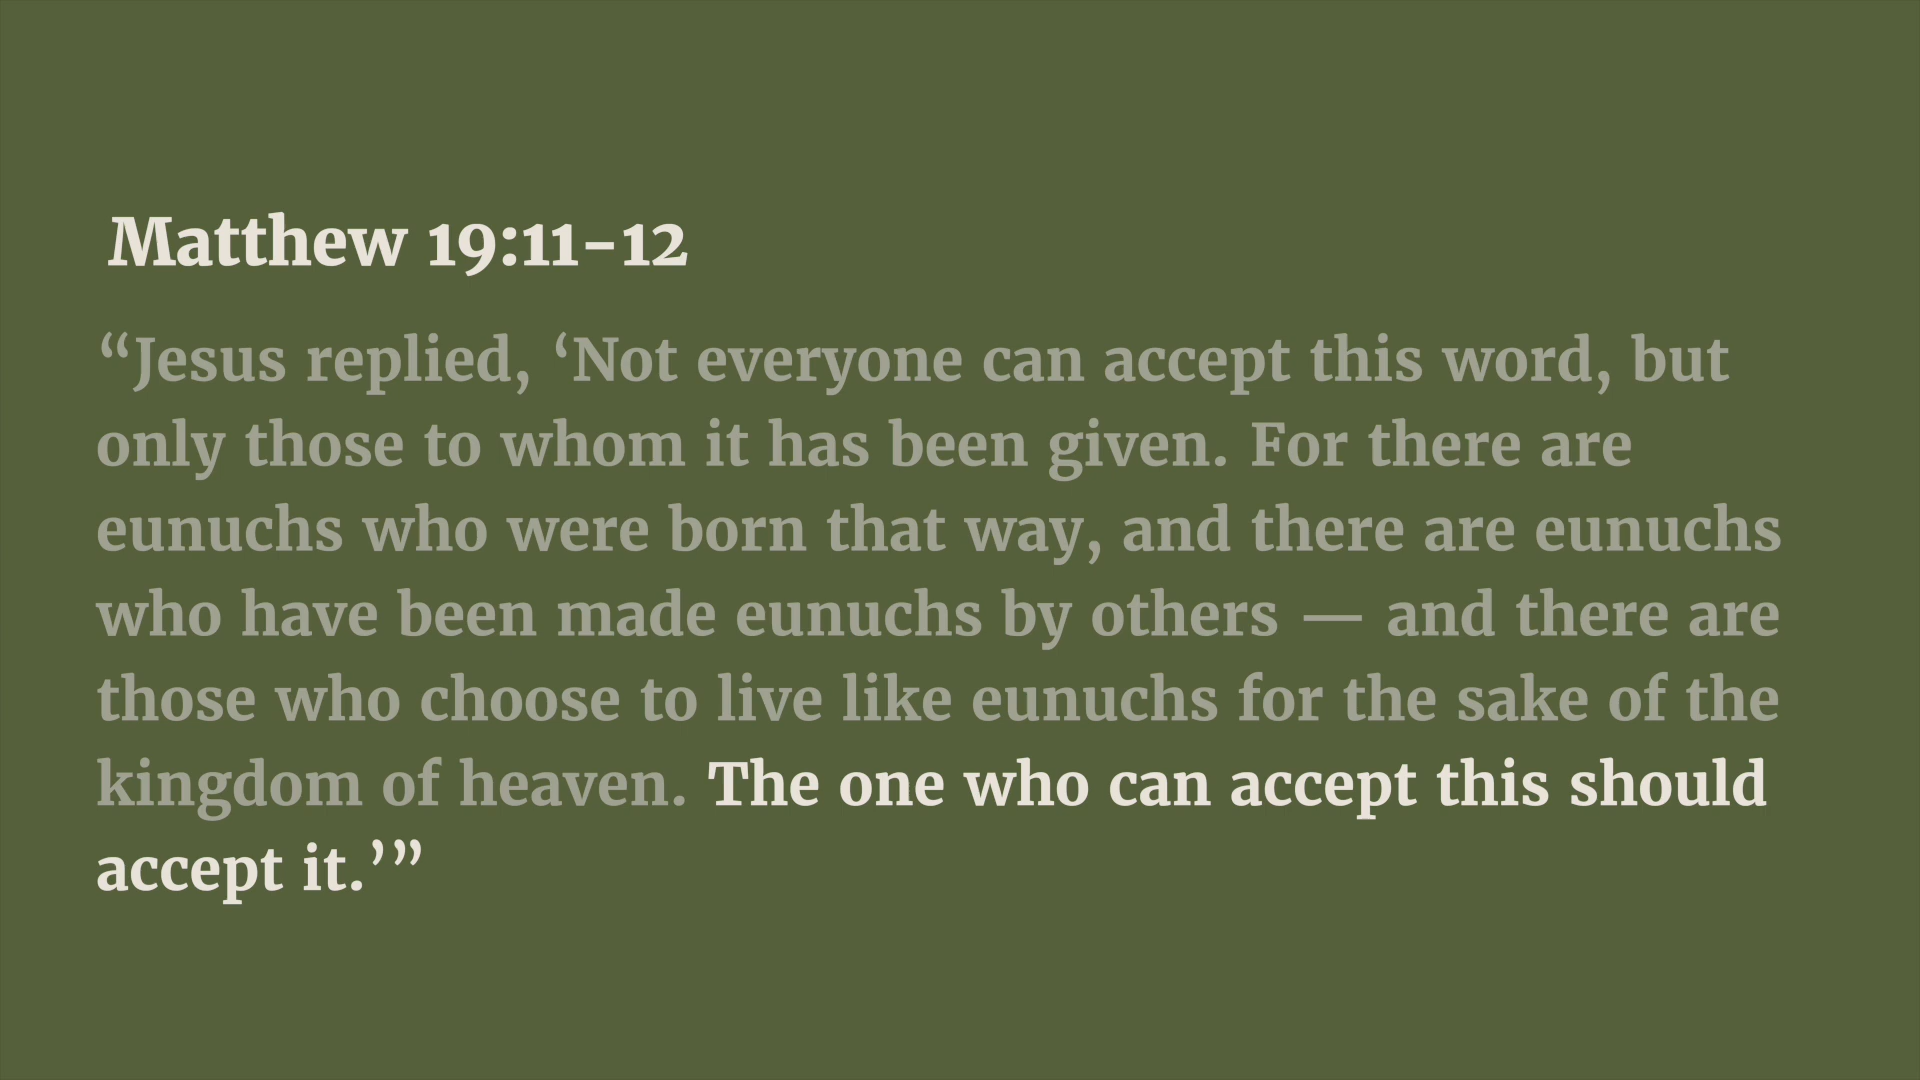 Matthew 19:11–12
“Jesus replied, ‘Not everyone can accept this word, but
only those to whom it has been given. For there are
eunuchs who were born that way, and there are eunuchs
who have been made eunuchs by others — and there are
those who choose to live like eunuchs for the sake of the
kingdom of heaven. The one who can accept this should
accept it.’”